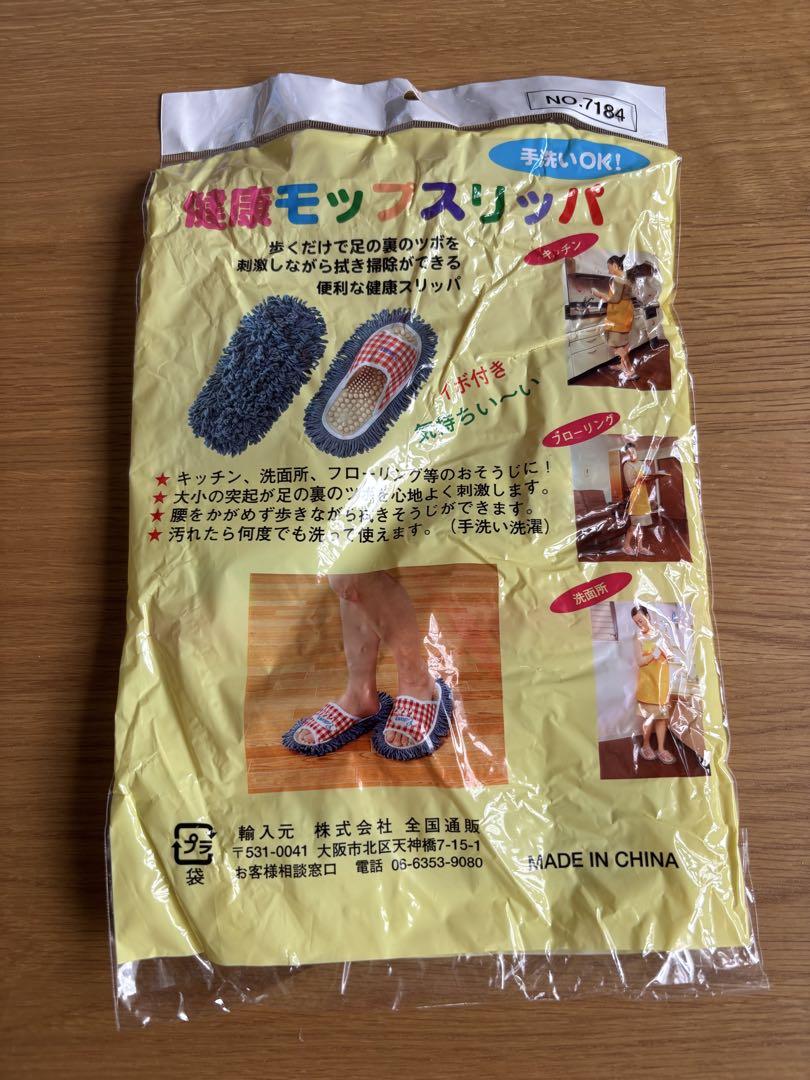 NO.7184
手洗いOK!
健康モップスリッパ
歩くだけで足の裏のツボを
刺激しながら拭き掃除ができる
便利な健康スリッパ
キッチン
イボ付き
気持ちい〜い
フローリング
★ キッチン、洗面所、フローリング等のおそうじに!
★ 大小の突起が足の裏のツボを心地よく刺激します。
★ 腰をかがめず歩きながら拭きそうじができます。
★ 汚れたら何度でも洗って使えます。(手洗い洗濯)
洗面所
プラ
袋
輸入元 株式会社 全国通販
〒531-0041 大阪市北区天神橋7-15-1
お客様相談窓口 電話 06-6353-9080
MADE IN CHINA